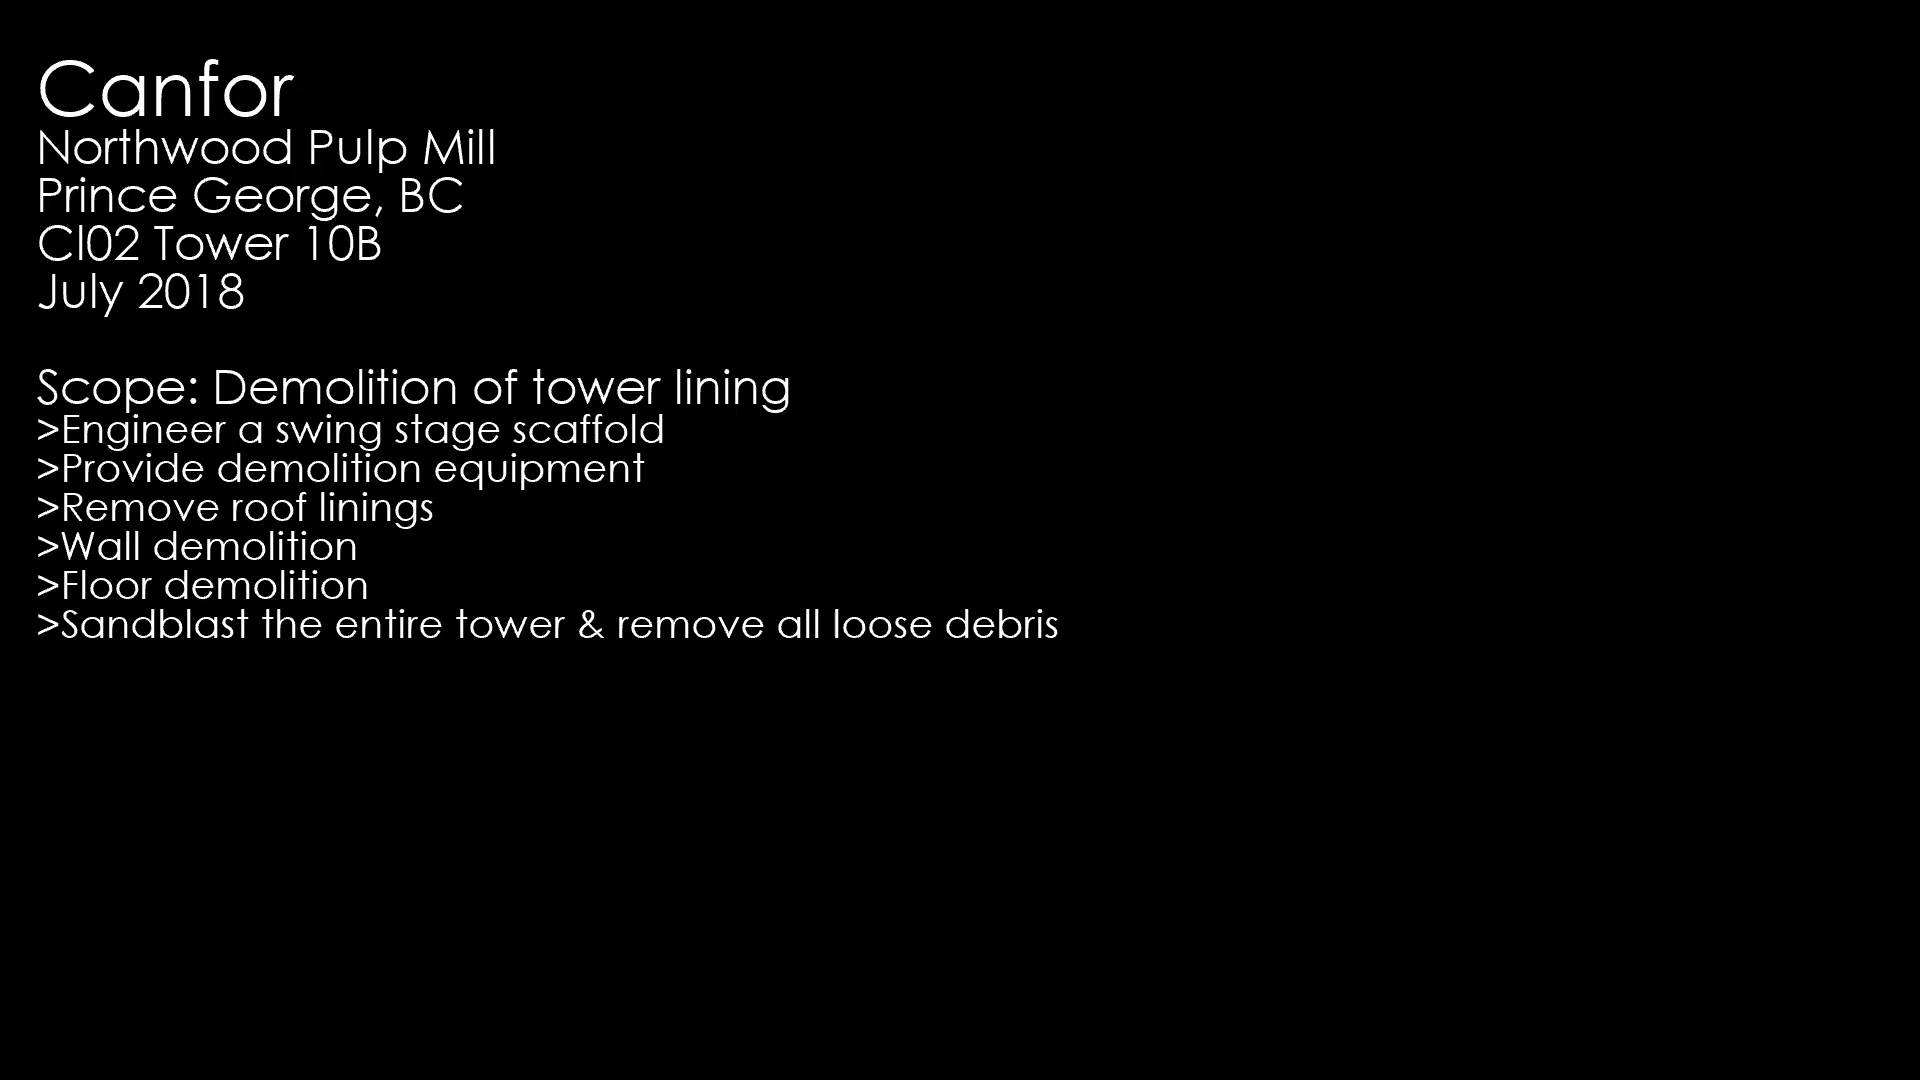 Canfor
Northwood Pulp Mill
Prince George, BC
Cl02 Tower 10B
July 2018
Scope: Demolition of tower lining
>Engineer a swing stage scaffold
>Provide demolition equipment
>Remove roof linings
>Wall demolition
>Floor demolition
>Sandblast the entire tower & remove all loose debris